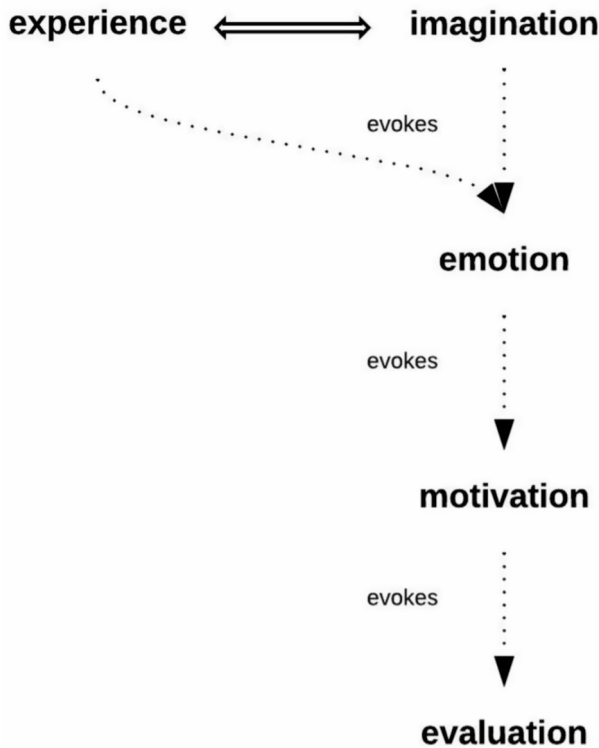 experience imagination
evokes
emotion
evokes
motivation
evokes
evaluation